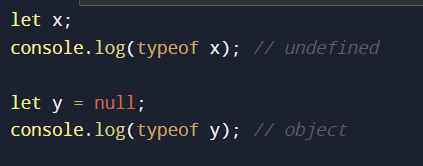 let x;
console.log(typeof x); // undefined
let y = null;
console.log(typeof y); // object